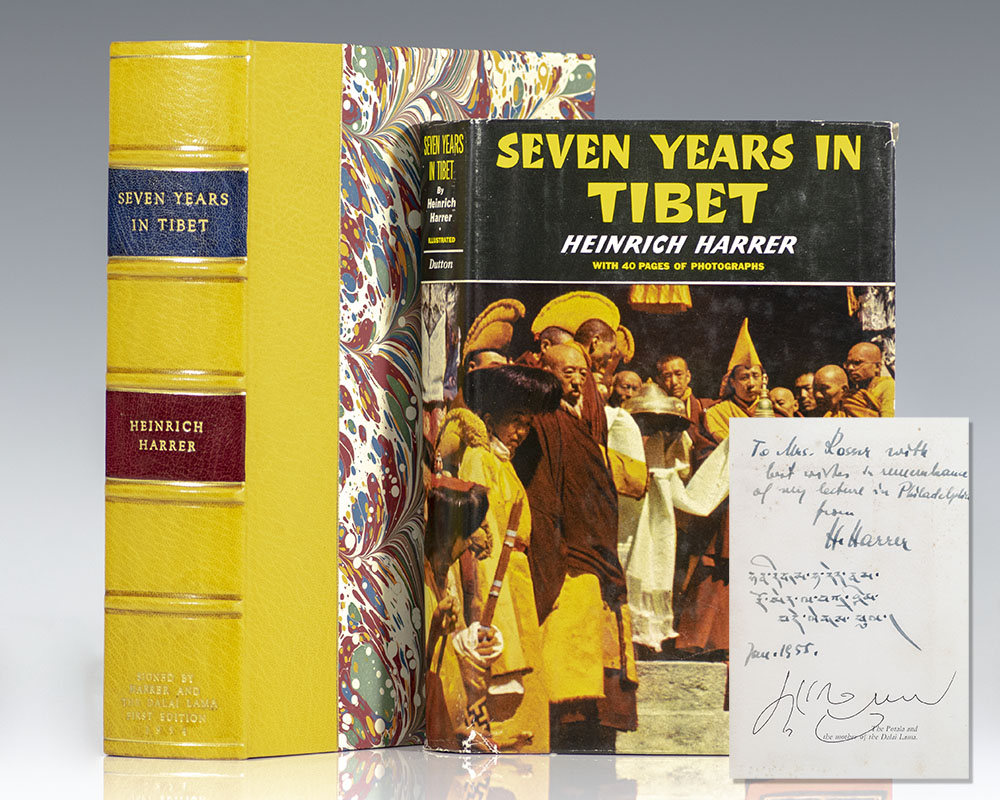 SEVEN YEARS
IN TIBET
HEINRICH
HARRER
SIGNED BY
HARRER AND
THE DALAI LAMA
FIRST EDITION
1954
SEVEN YEARS
IN TIBET
By
Heinrich
Harrer
ILLUSTRATED
Dutton
SEVEN YEARS IN
TIBET
HEINRICH HARRER
WITH 40 PAGES OF PHOTOGRAPHS
To Mrs. Rosner with
best wishes in remembrance
of my lecture in Philadelphia
from
H. Harrer
Jan. 1955.
The Potala and
the mother of the Dalai Lama.